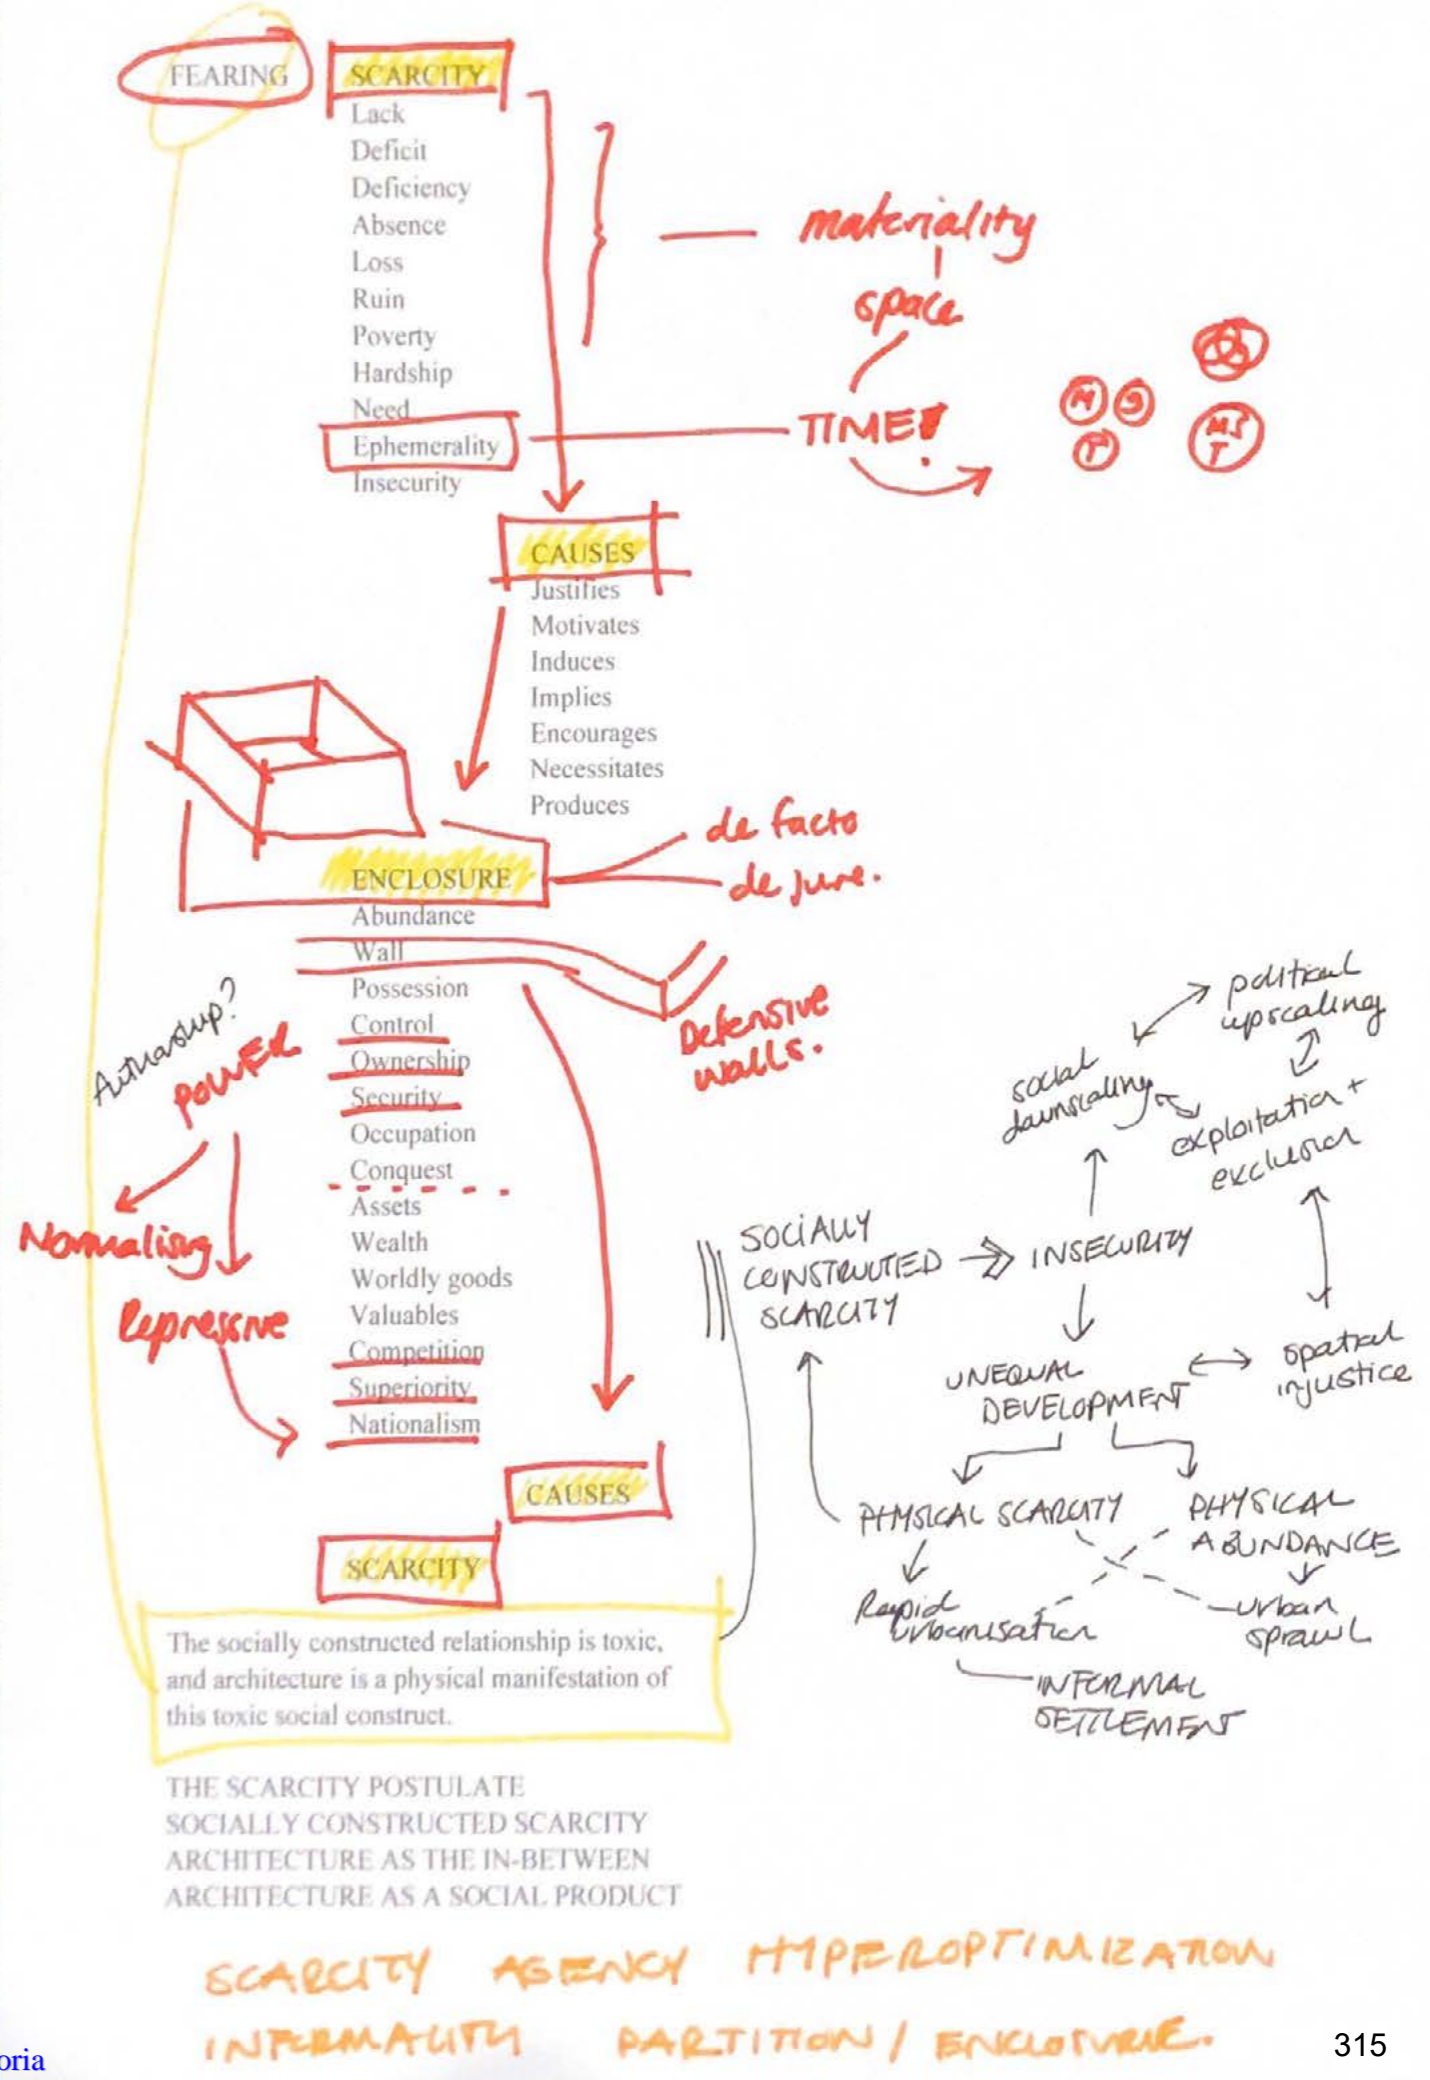 FEARING SCARCITY
Lack
Deficit
Deficiency
Absence
Loss
Ruin
Poverty
Hardship
Need
Ephemerality
Insecurity
materiality
space
TIME!
M S
T
MS
T
CAUSES
Justifies
Motivates
Induces
Implies
Encourages
Necessitates
Produces
de facto
de jure.
ENCLOSURE
Abundance
Wall
Possession
Control
Ownership
Security
Occupation
Conquest
Assets
Wealth
Worldly goods
Valuables
Competition
Superiority
Nationalism
Defensive
walls.
Authorship?
POWER
Normalising
Repressive
CAUSES
SCARCITY
political
upscaling
social
downscaling
exploitation +
exclusion
SOCIALLY
CONSTRUCTED
SCARCITY
INSECURITY
UNEQUAL
DEVELOPMENT
spatial
injustice
PHYSICAL SCARCITY
PHYSICAL
ABUNDANCE
Rapid
urbanisation
urban
sprawl
INFORMAL
SETTLEMENT
The socially constructed relationship is toxic,
and architecture is a physical manifestation of
this toxic social construct.
THE SCARCITY POSTULATE
SOCIALLY CONSTRUCTED SCARCITY
ARCHITECTURE AS THE IN-BETWEEN
ARCHITECTURE AS A SOCIAL PRODUCT
SCARCITY AGENCY HYPEROPTIMIZATION
INFORMALITY PARTITION / ENCLOSURE.
oria
315